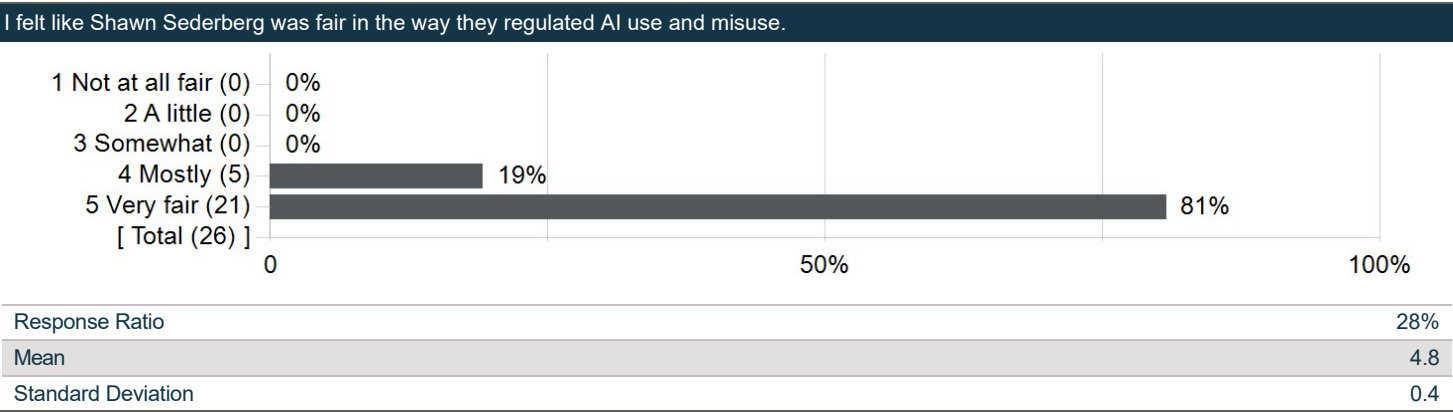 I felt like Shawn Sederberg was fair in the way they regulated AI use and misuse.
1 Not at all fair (0) 0%
2 A little (0) 0%
3 Somewhat (0) 0%
4 Mostly (5) 19%
5 Very fair (21) 81%
[ Total (26) ]
0 50% 100%
Response Ratio 28%
Mean 4.8
Standard Deviation 0.4